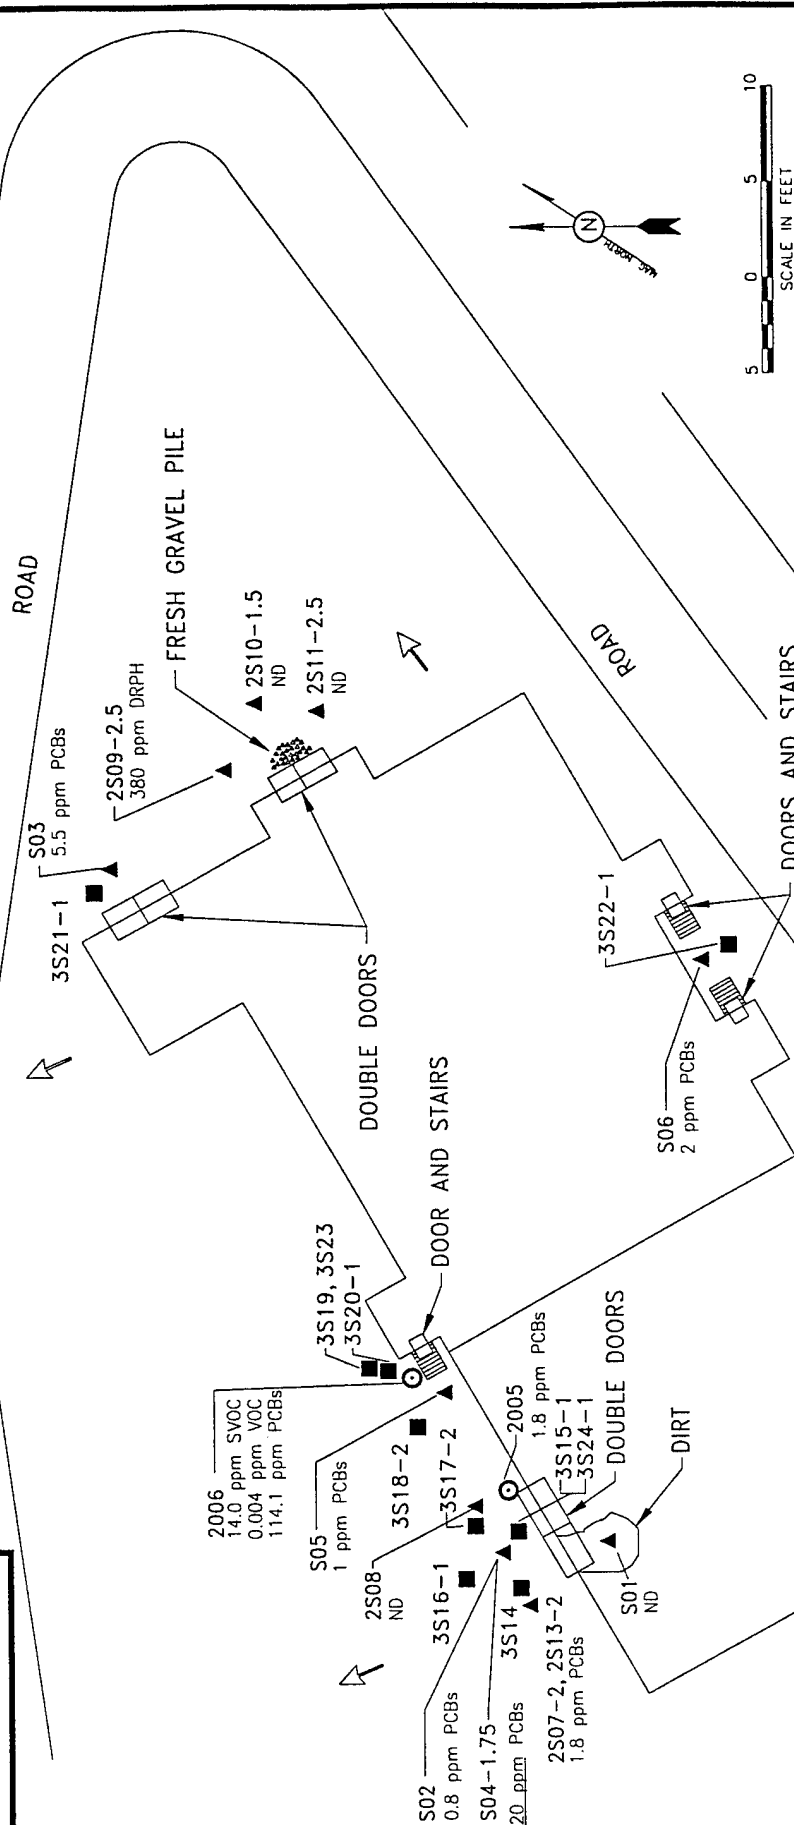 ROAD
S03
5.5 ppm PCBs
3S21-1
2S09-2.5
380 ppm DRPH
FRESH GRAVEL PILE
2S10-1.5
ND
2S11-2.5
ND
N
MAG. NORTH
5 0 5 10
SCALE IN FEET
ROAD
DOUBLE DOORS
3S22-1
DOORS AND STAIRS
S06
2 ppm PCBs
DOOR AND STAIRS
3S19, 3S23
3S20-1
2006
14.0 ppm SVOC
0.004 ppm VOC
114.1 ppm PCBs
S05
1 ppm PCBs
3S18-2
3S17-2
2S08
ND
3S16-1
2005
1.8 ppm PCBs
3S15-1
3S24-1
DOUBLE DOORS
DIRT
S01
ND
3S14
2S07-2, 2S13-2
1.8 ppm PCBs
S02
0.8 ppm PCBs
S04-1.75
20 ppm PCBs